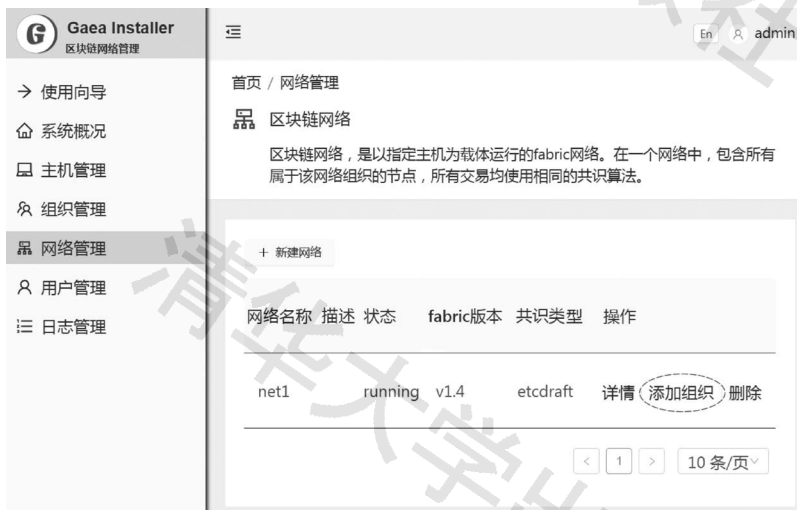 Gaea Installer
区块链网络管理
En admin
使用向导
系统概况
主机管理
组织管理
网络管理
用户管理
日志管理
首页 / 网络管理
区块链网络
区块链网络，是以指定主机为载体运行的fabric网络。在一个网络中，包含所有
属于该网络组织的节点，所有交易均使用相同的共识算法。
+ 新建网络
网络名称 描述 状态 fabric版本 共识类型 操作
net1 running v1.4 etcdraft 详情 添加组织 删除
< 1 > 10 条/页
清华大学出
社